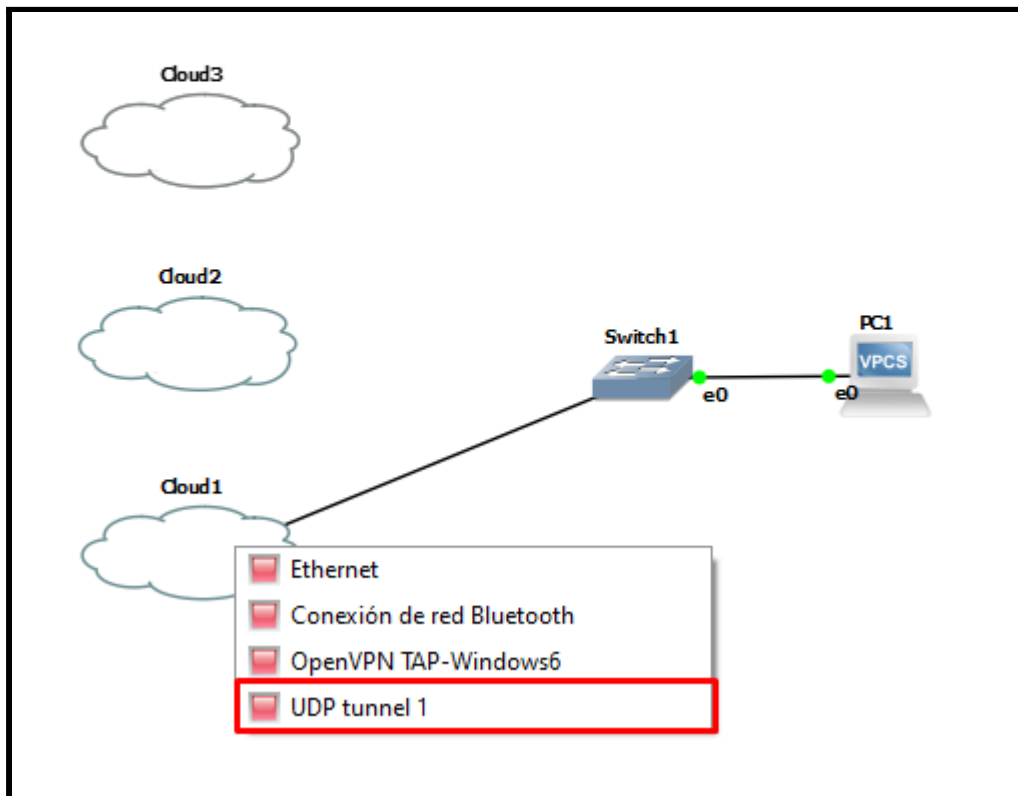 Cloud3
Cloud2
Switch1
PC1
VPCS
e0
e0
Cloud1
Ethernet
Conexión de red Bluetooth
OpenVPN TAP-Windows6
UDP tunnel 1